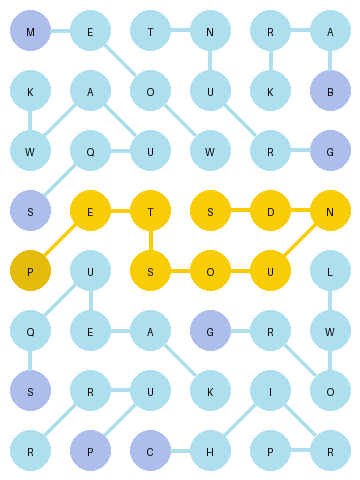 M E T N R A
K A O U K B
W Q U W R G
S E T S D N
P U S O U L
Q E A G R W
S R U K I O
R P C H P R